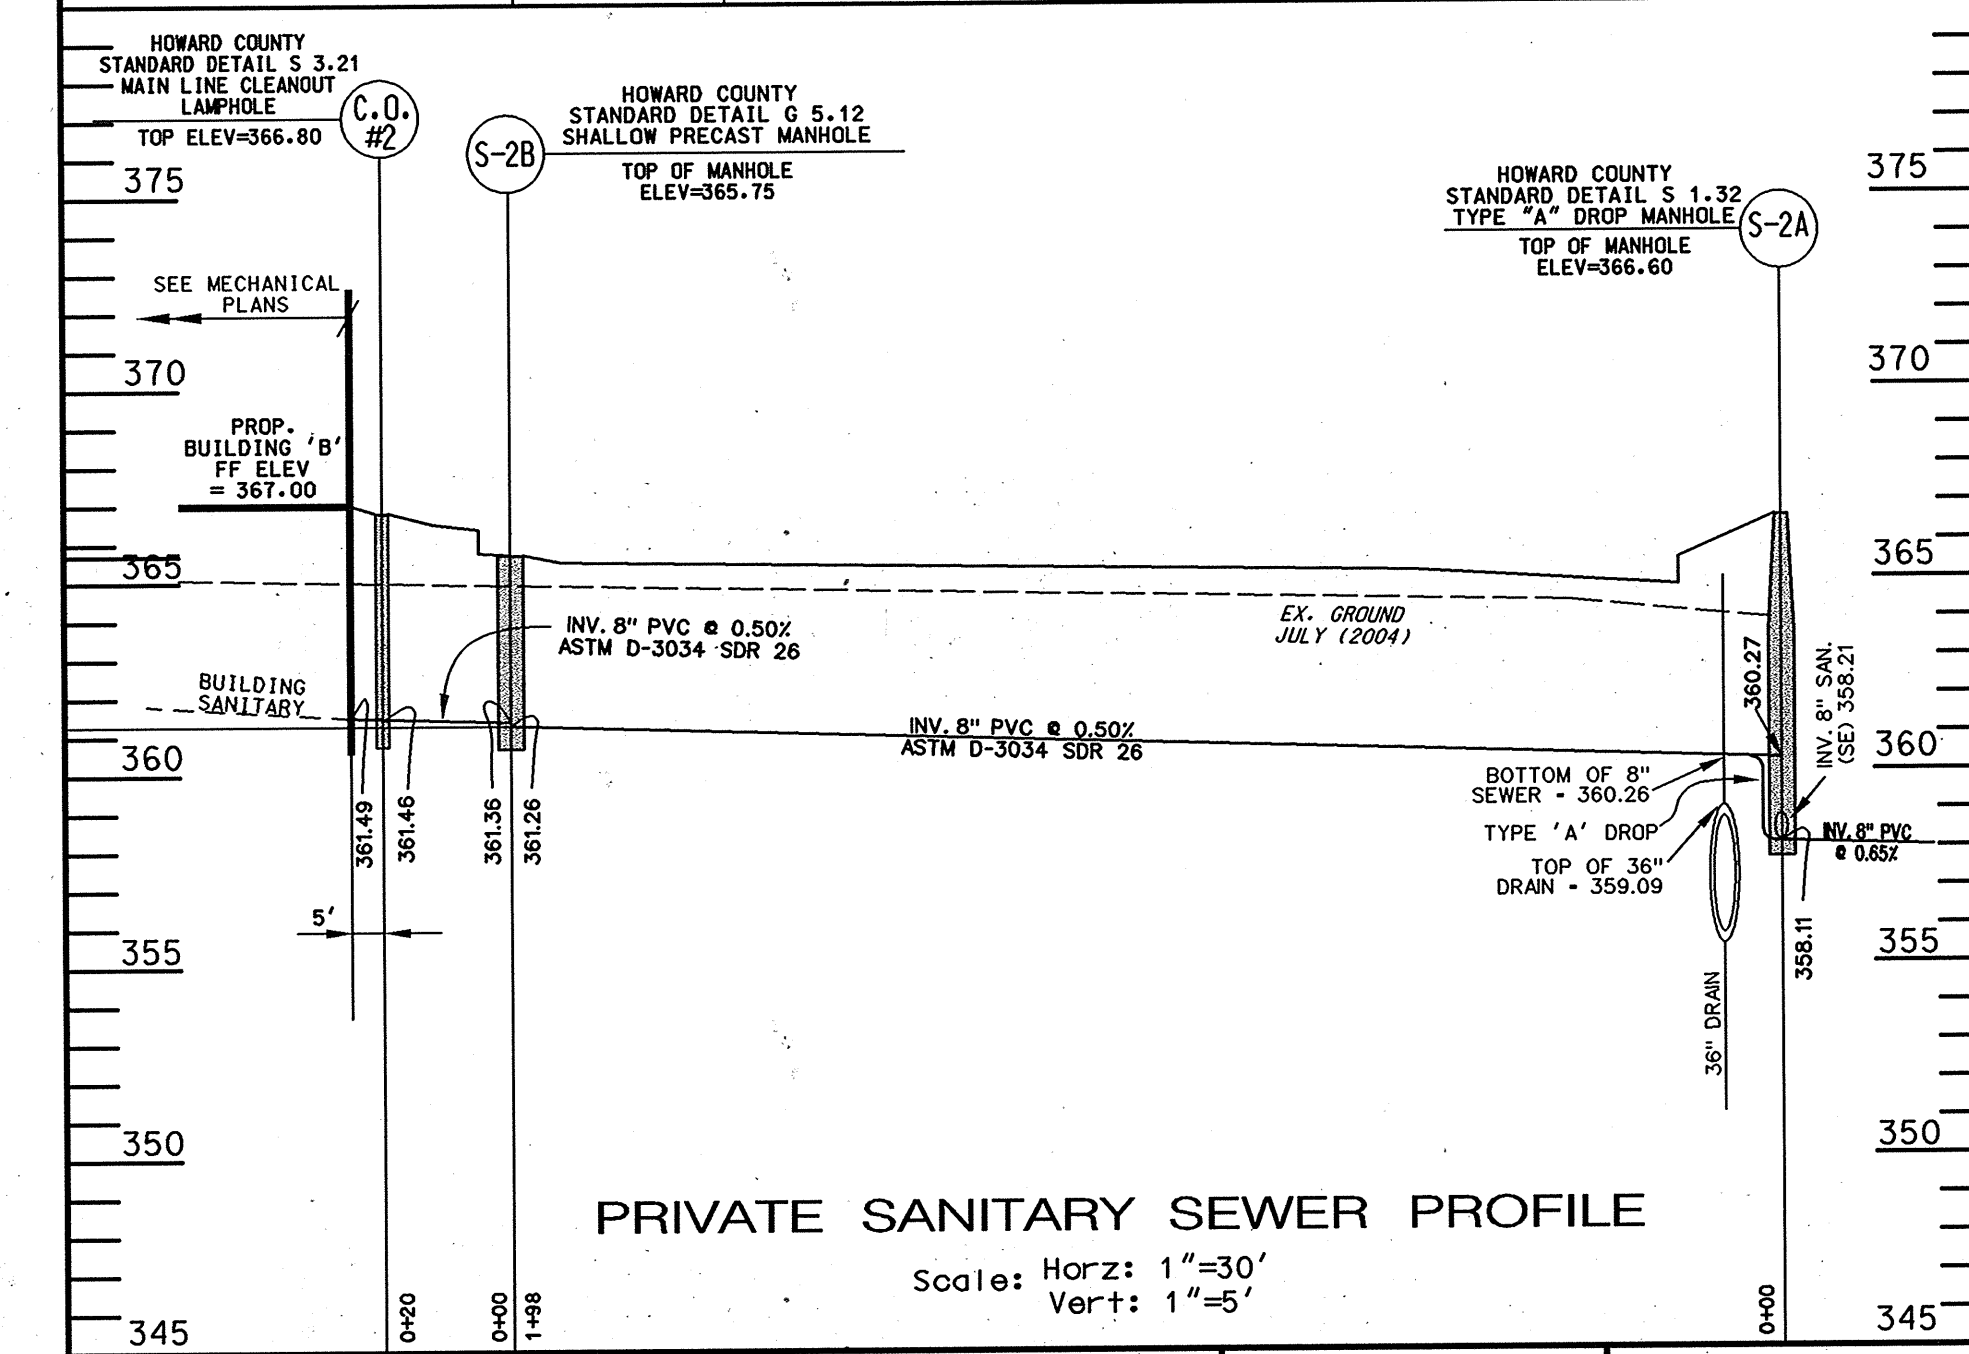 HOWARD COUNTY
STANDARD DETAIL S 3.21
MAIN LINE CLEANOUT
LAMPHOLE
TOP ELEV=366.80
C.O.
#2
HOWARD COUNTY
STANDARD DETAIL G 5.12
SHALLOW PRECAST MANHOLE
TOP OF MANHOLE
ELEV=365.75
S-2B
HOWARD COUNTY
STANDARD DETAIL S 1.32
TYPE "A" DROP MANHOLE
TOP OF MANHOLE
ELEV=366.60
S-2A
375
375
SEE MECHANICAL
PLANS
370
370
PROP.
BUILDING 'B'
FF ELEV
= 367.00
365
365
INV. 8" PVC @ 0.50%
ASTM D-3034 SDR 26
EX. GROUND
JULY (2004)
BUILDING
SANITARY
INV. 8" PVC @ 0.50%
ASTM D-3034 SDR 26
360.27
INV. 8" SAN.
(SE) 358.21
360
360
361.49
361.46
361.36
361.26
BOTTOM OF 8"
SEWER - 360.26
TYPE 'A' DROP
TOP OF 36"
DRAIN - 359.09
INV. 8" PVC
@ 0.65%
358.11
5'
355
355
36" DRAIN
350
350
PRIVATE SANITARY SEWER PROFILE
Scale: Horz: 1"=30'
Vert: 1"=5'
345
345
0+20
0+00
1+98
0+00